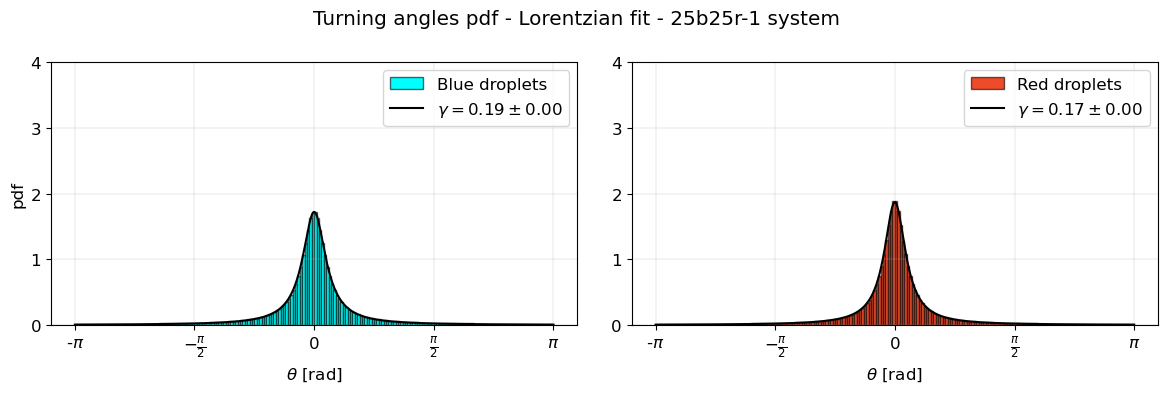 Turning angles pdf - Lorentzian fit - 25b25r-1 system
4
3
2
1
0
pdf
Blue droplets
γ = 0.19 ± 0.00
-π
−π/2
0
π/2
π
θ [rad]
4
3
2
1
0
Red droplets
γ = 0.17 ± 0.00
-π
−π/2
0
π/2
π
θ [rad]